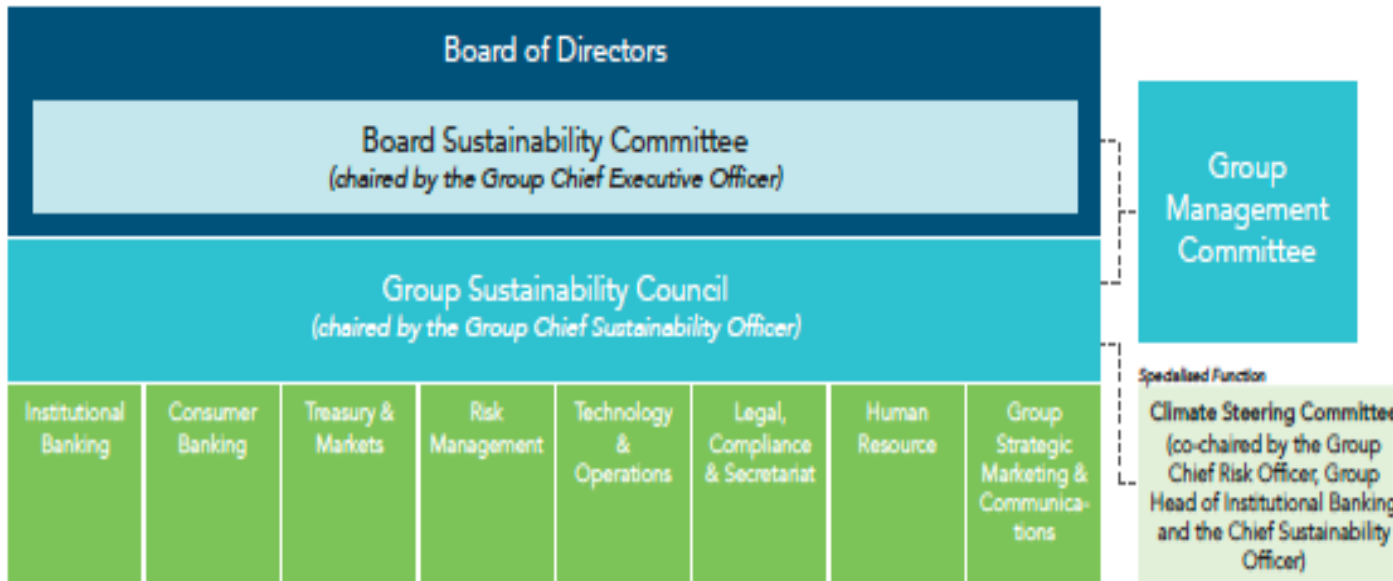 Board of Directors
Board Sustainability Committee
(chaired by the Group Chief Executive Officer)
Group Sustainability Council
(chaired by the Group Chief Sustainability Officer)
Institutional
Banking
Consumer
Banking
Treasury &
Markets
Risk
Management
Technology
&
Operations
Legal,
Compliance
& Secretariat
Human
Resource
Group
Strategic
Marketing &
Communica-
tions
Group
Management
Committee
Specialised Function
Climate Steering Committee
(co-chaired by the Group
Chief Risk Officer, Group
Head of Institutional Banking
and the Chief Sustainability
Officer)